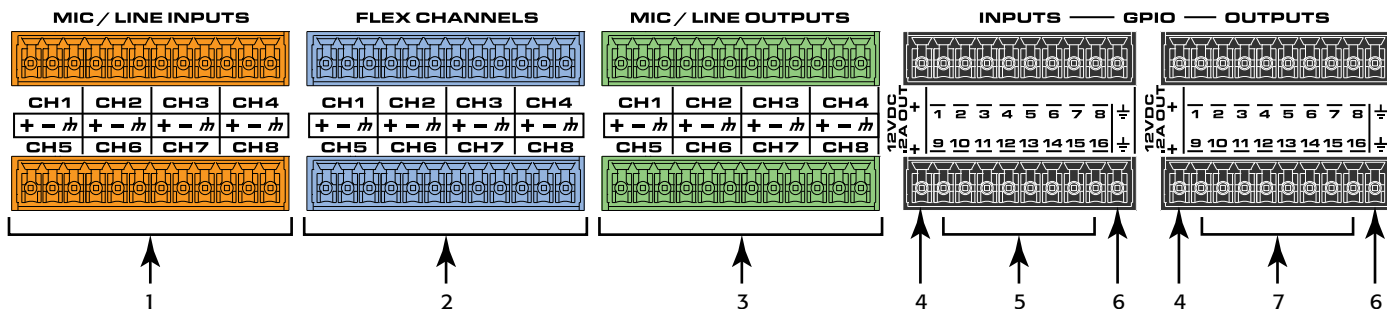 MIC / LINE INPUTS
FLEX CHANNELS
MIC / LINE OUTPUTS
INPUTS — GPIO — OUTPUTS
CH1 CH2 CH3 CH4
+ - + - + - + -
CH5 CH6 CH7 CH8
CH1 CH2 CH3 CH4
+ - + - + - + -
CH5 CH6 CH7 CH8
CH1 CH2 CH3 CH4
+ - + - + - + -
CH5 CH6 CH7 CH8
12VDC
.2A OUT
+ 1 2 3 4 5 6 7 8
+ 9 10 11 12 13 14 15 16
12VDC
.2A OUT
+ 1 2 3 4 5 6 7 8
+ 9 10 11 12 13 14 15 16
1 2 3 4 5 6 4 7 6